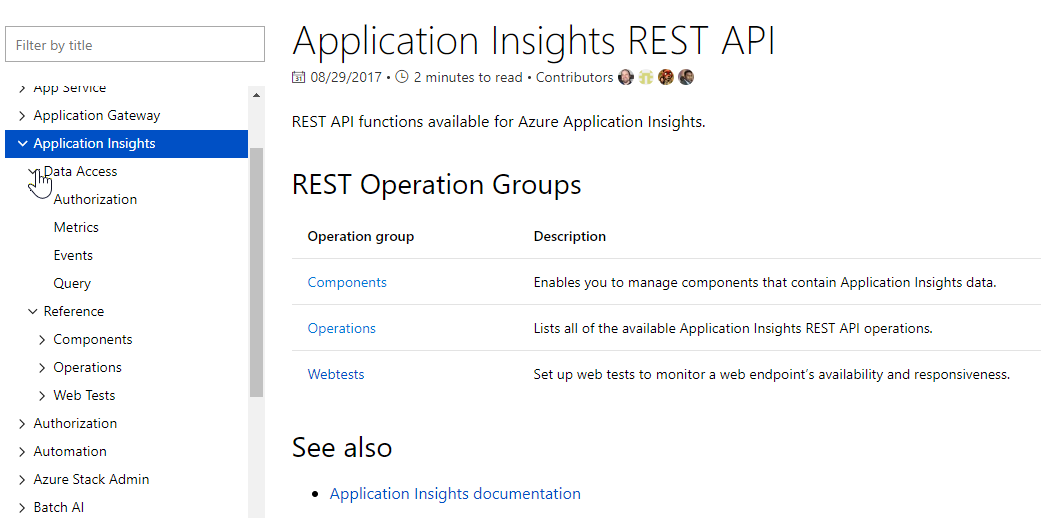 Filter by title
App Service
Application Gateway
Application Insights
Data Access
Authorization
Metrics
Events
Query
Reference
Components
Operations
Web Tests
Authorization
Automation
Azure Stack Admin
Batch AI
Application Insights REST API
08/29/2017 • 2 minutes to read • Contributors
REST API functions available for Azure Application Insights.
REST Operation Groups
Operation group Description
Components Enables you to manage components that contain Application Insights data.
Operations Lists all of the available Application Insights REST API operations.
Webtests Set up web tests to monitor a web endpoint’s availability and responsiveness.
See also
• Application Insights documentation